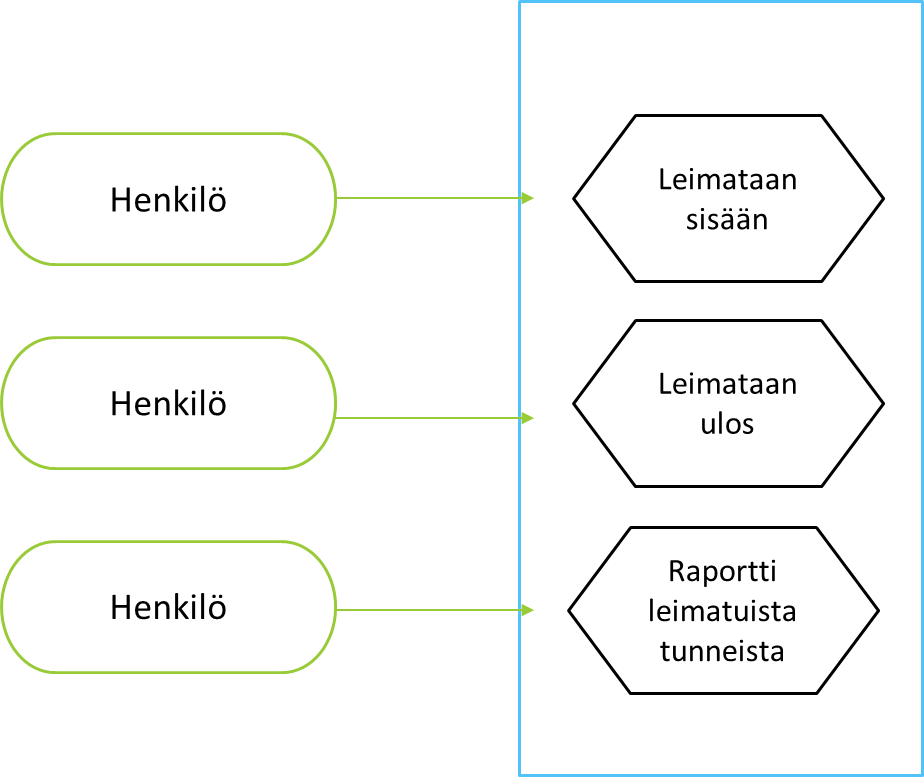 Henkilö
Leimataan
sisään
Henkilö
Leimataan
ulos
Henkilö
Raportti
leimatuista
tunneista